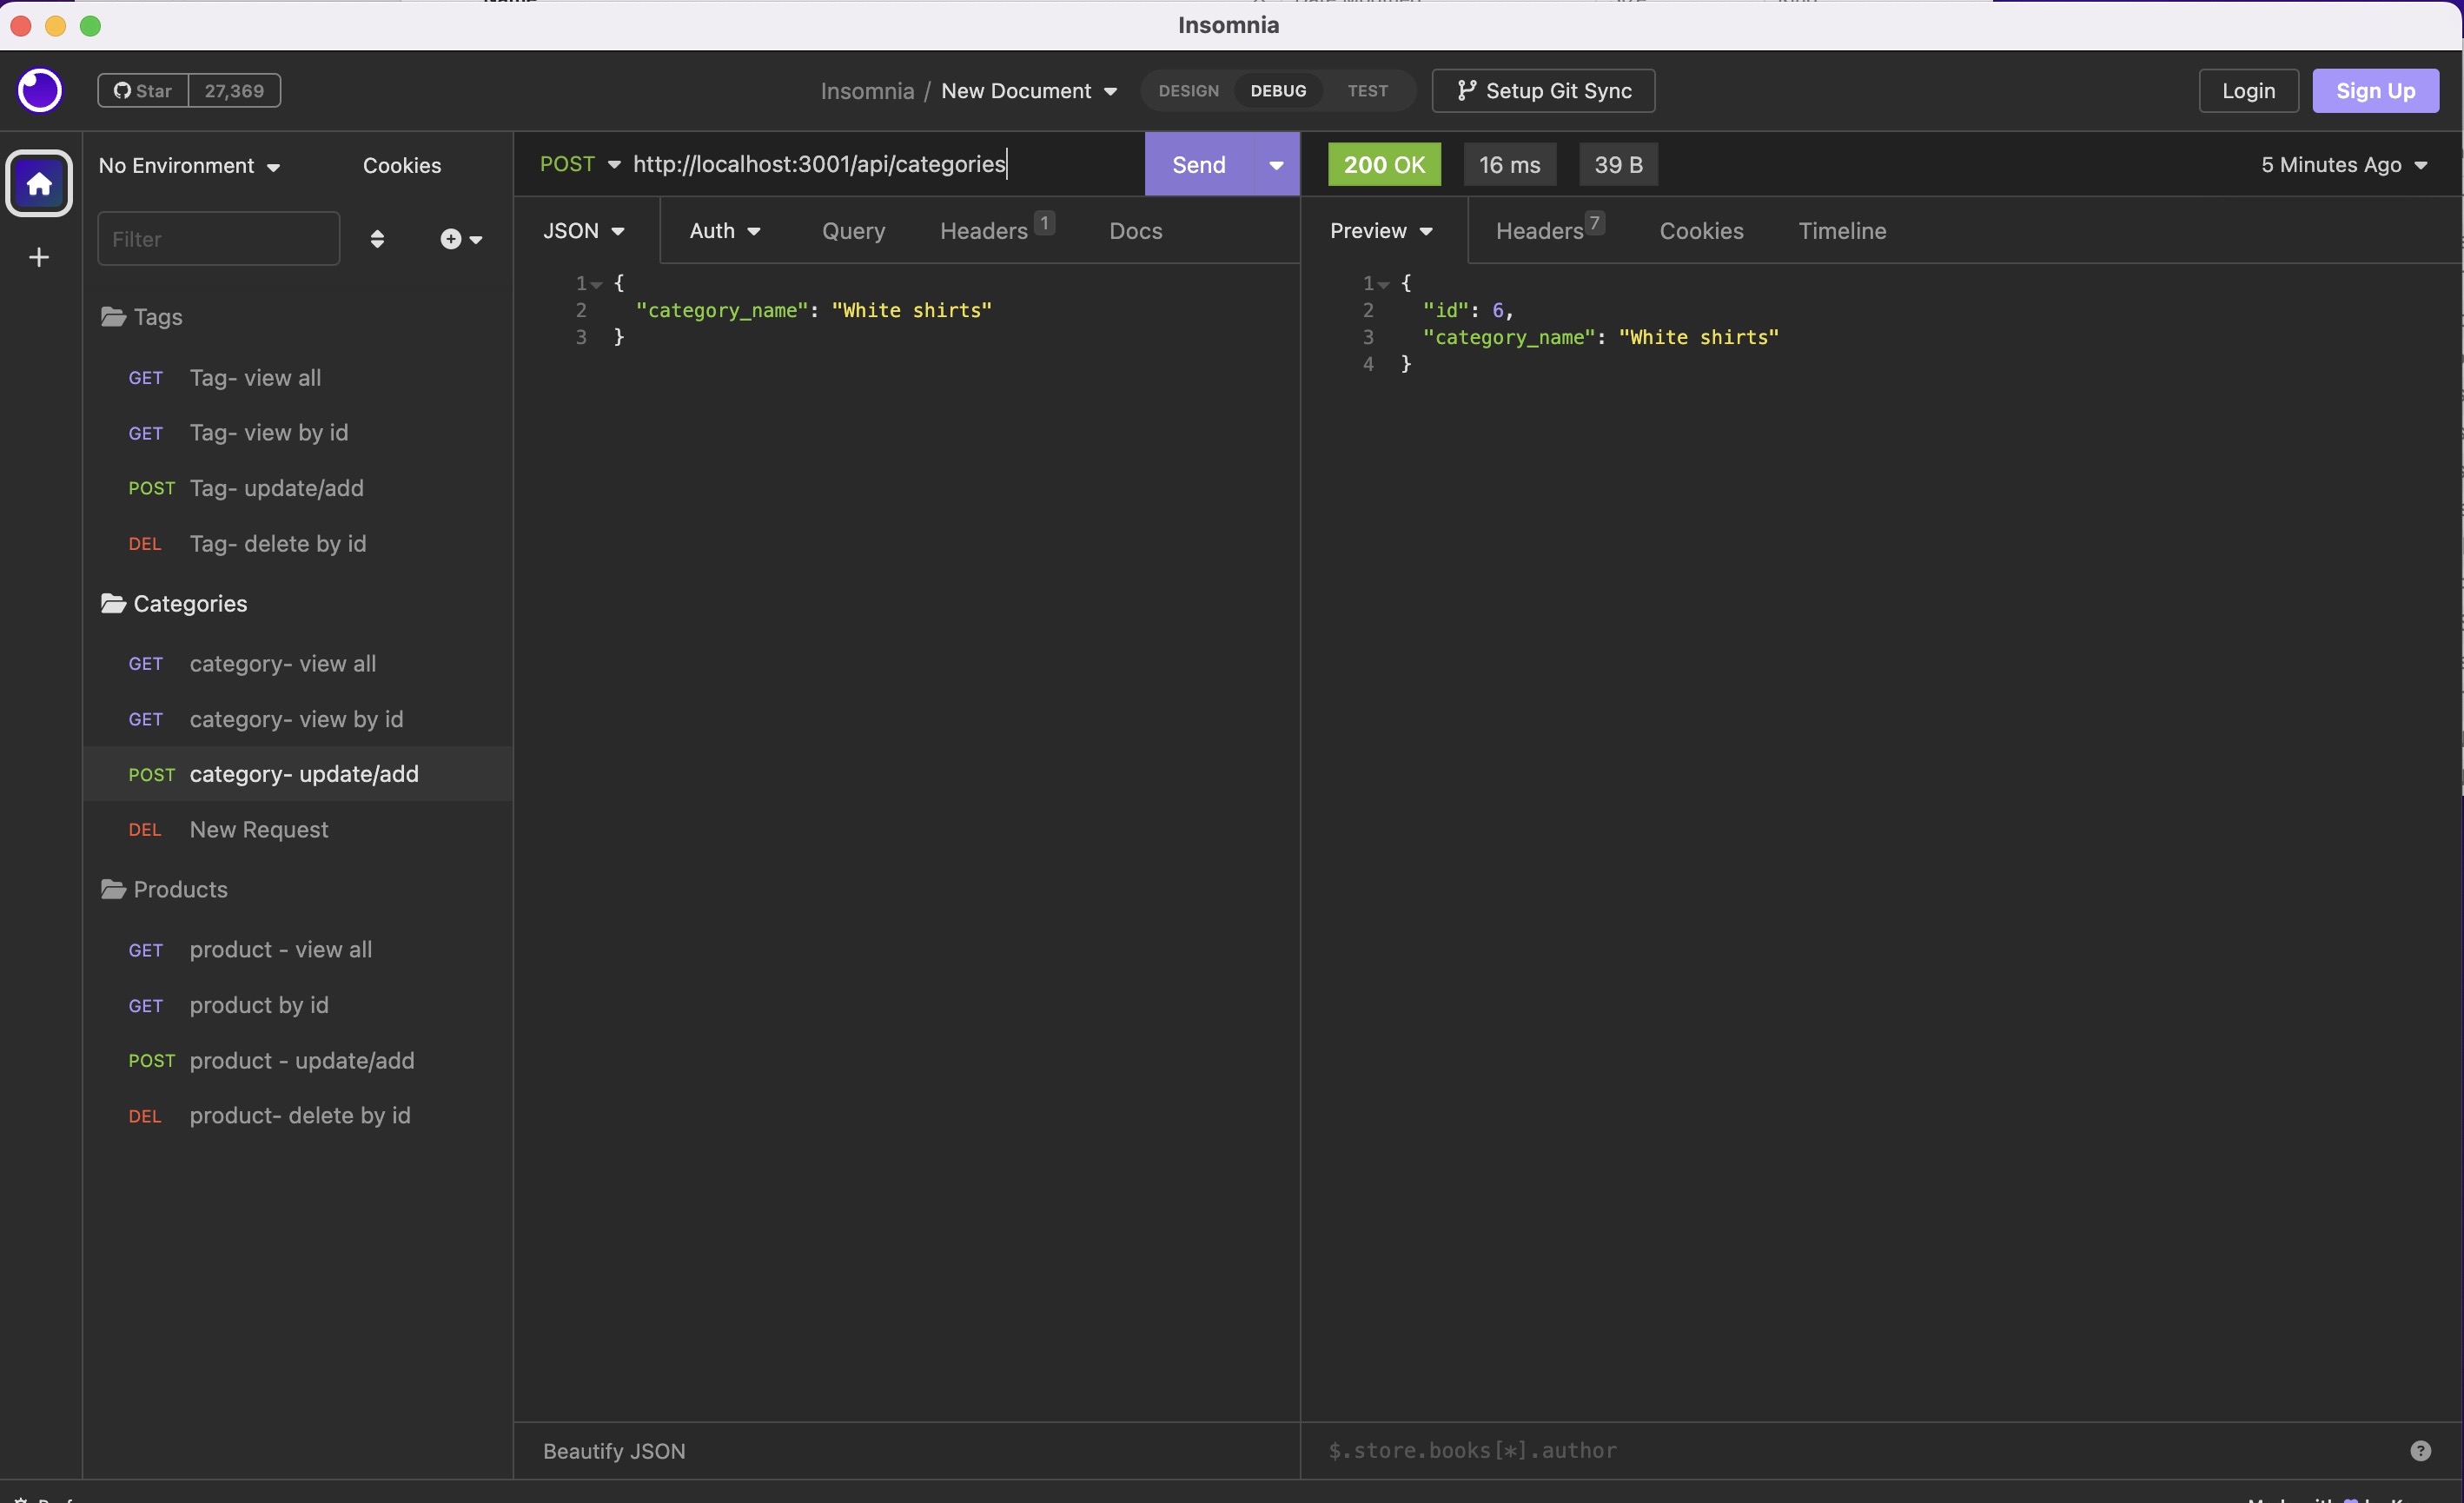 Insomnia
Star 27,369
Insomnia / New Document
DESIGN DEBUG TEST
Setup Git Sync
Login
Sign Up
No Environment
Cookies
Filter
Tags
GET Tag- view all
GET Tag- view by id
POST Tag- update/add
DEL Tag- delete by id
Categories
GET category- view all
GET category- view by id
POST category- update/add
DEL New Request
Products
GET product - view all
GET product by id
POST product - update/add
DEL product- delete by id
POST http://localhost:3001/api/categories
Send
JSON Auth Query Headers 1 Docs
1 {
2 "category_name": "White shirts"
3 }
Beautify JSON
200 OK 16 ms 39 B
5 Minutes Ago
Preview Headers 7 Cookies Timeline
1 {
2 "id": 6,
3 "category_name": "White shirts"
4 }
$.store.books[*].author
?